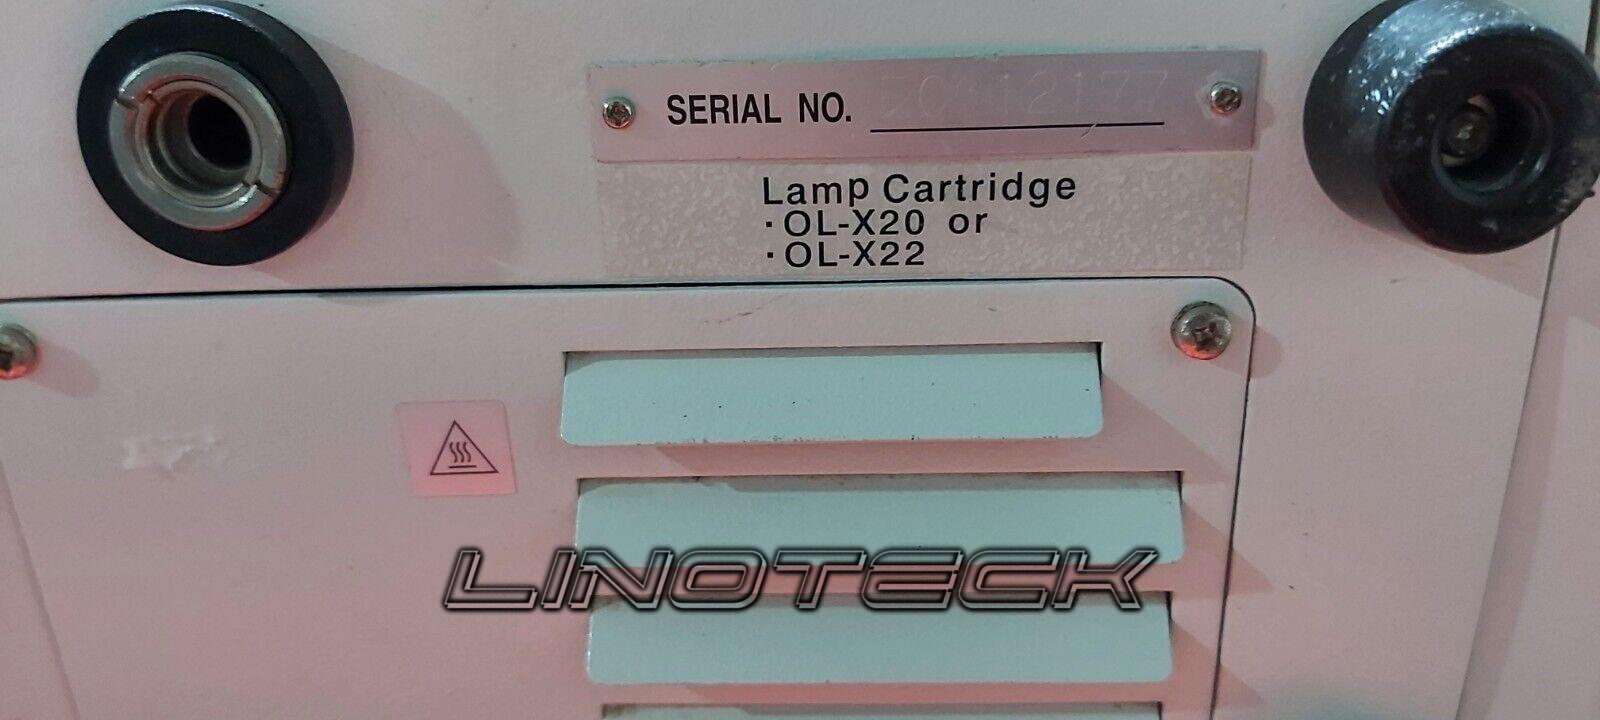 SERIAL NO.
Lamp Cartridge
·OL-X20 or
·OL-X22
LINOTECK